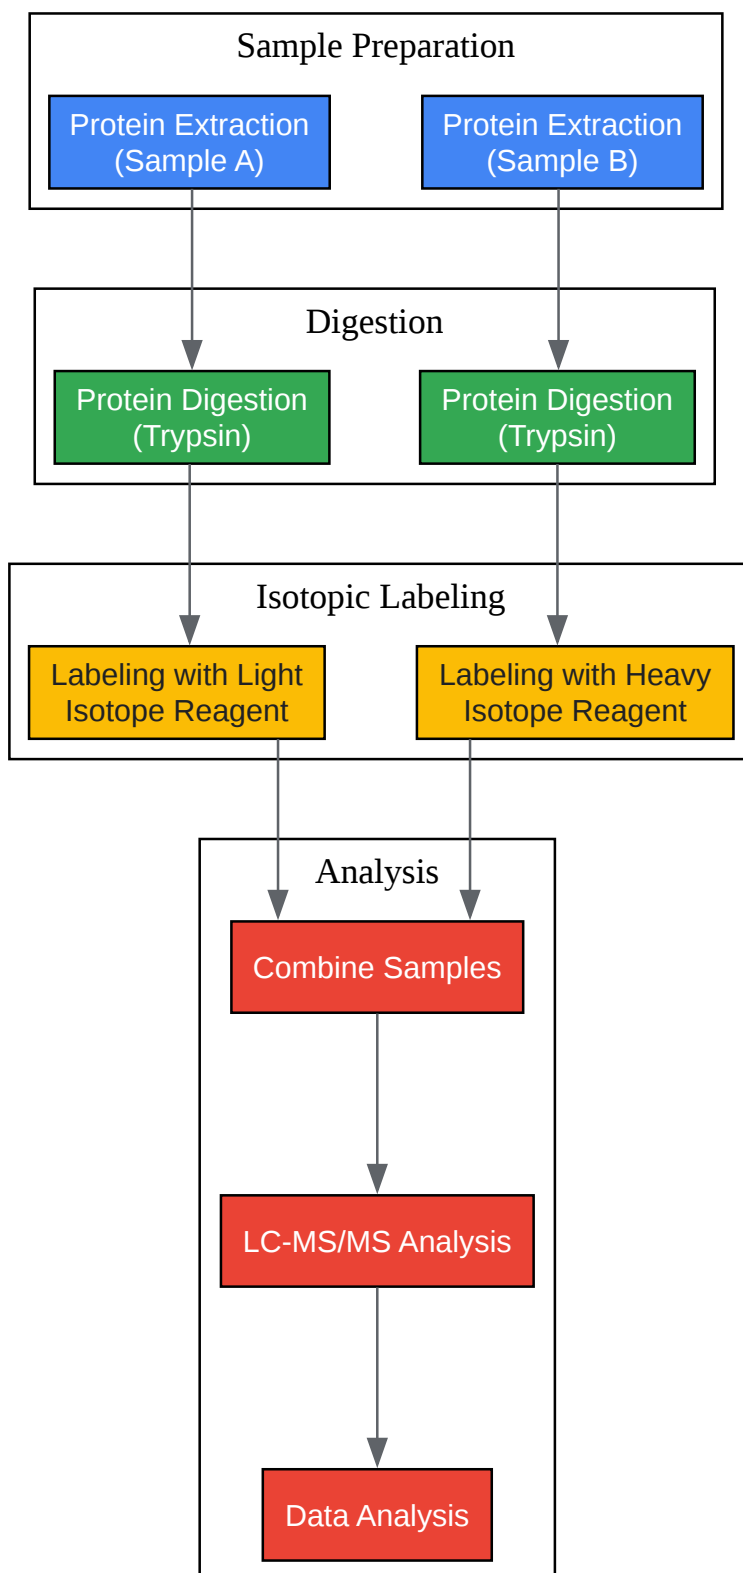 Sample Preparation
Protein Extraction
(Sample A)
Protein Extraction
(Sample B)
Digestion
Protein Digestion
(Trypsin)
Protein Digestion
(Trypsin)
Isotopic Labeling
Labeling with Light
Isotope Reagent
Labeling with Heavy
Isotope Reagent
Analysis
Combine Samples
LC-MS/MS Analysis
Data Analysis